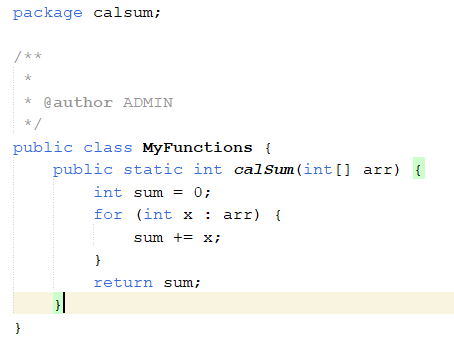 package calsum;
/**
 *
 * @author ADMIN
 */
public class MyFunctions {
    public static int calSum(int[] arr) {
        int sum = 0;
        for (int x : arr) {
            sum += x;
        }
        return sum;
    }
}